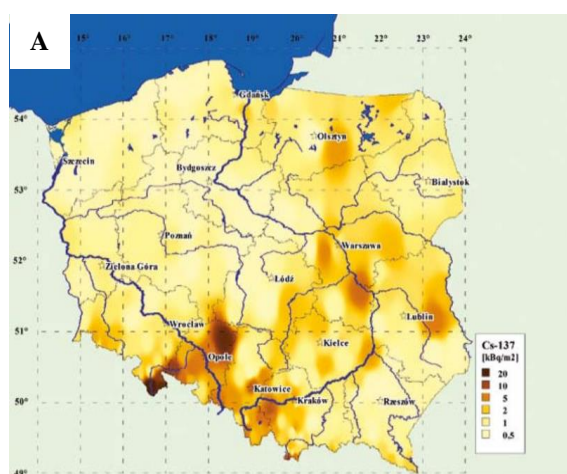 A
15° 16° 17° 18° 19° 20° 21° 22° 23° 24°
Gdańsk
54°
Olsztyn
Szczecin
Bydgoszcz
Białystok
53°
Poznań
Warszawa
52°
Zielona Góra
Łódź
Lublin
51°
Wrocław
Kielce
Opole
Cs-137
[kBq/m2]
20
10
5
2
1
0,5
Katowice
Kraków
Rzeszów
50°
49°